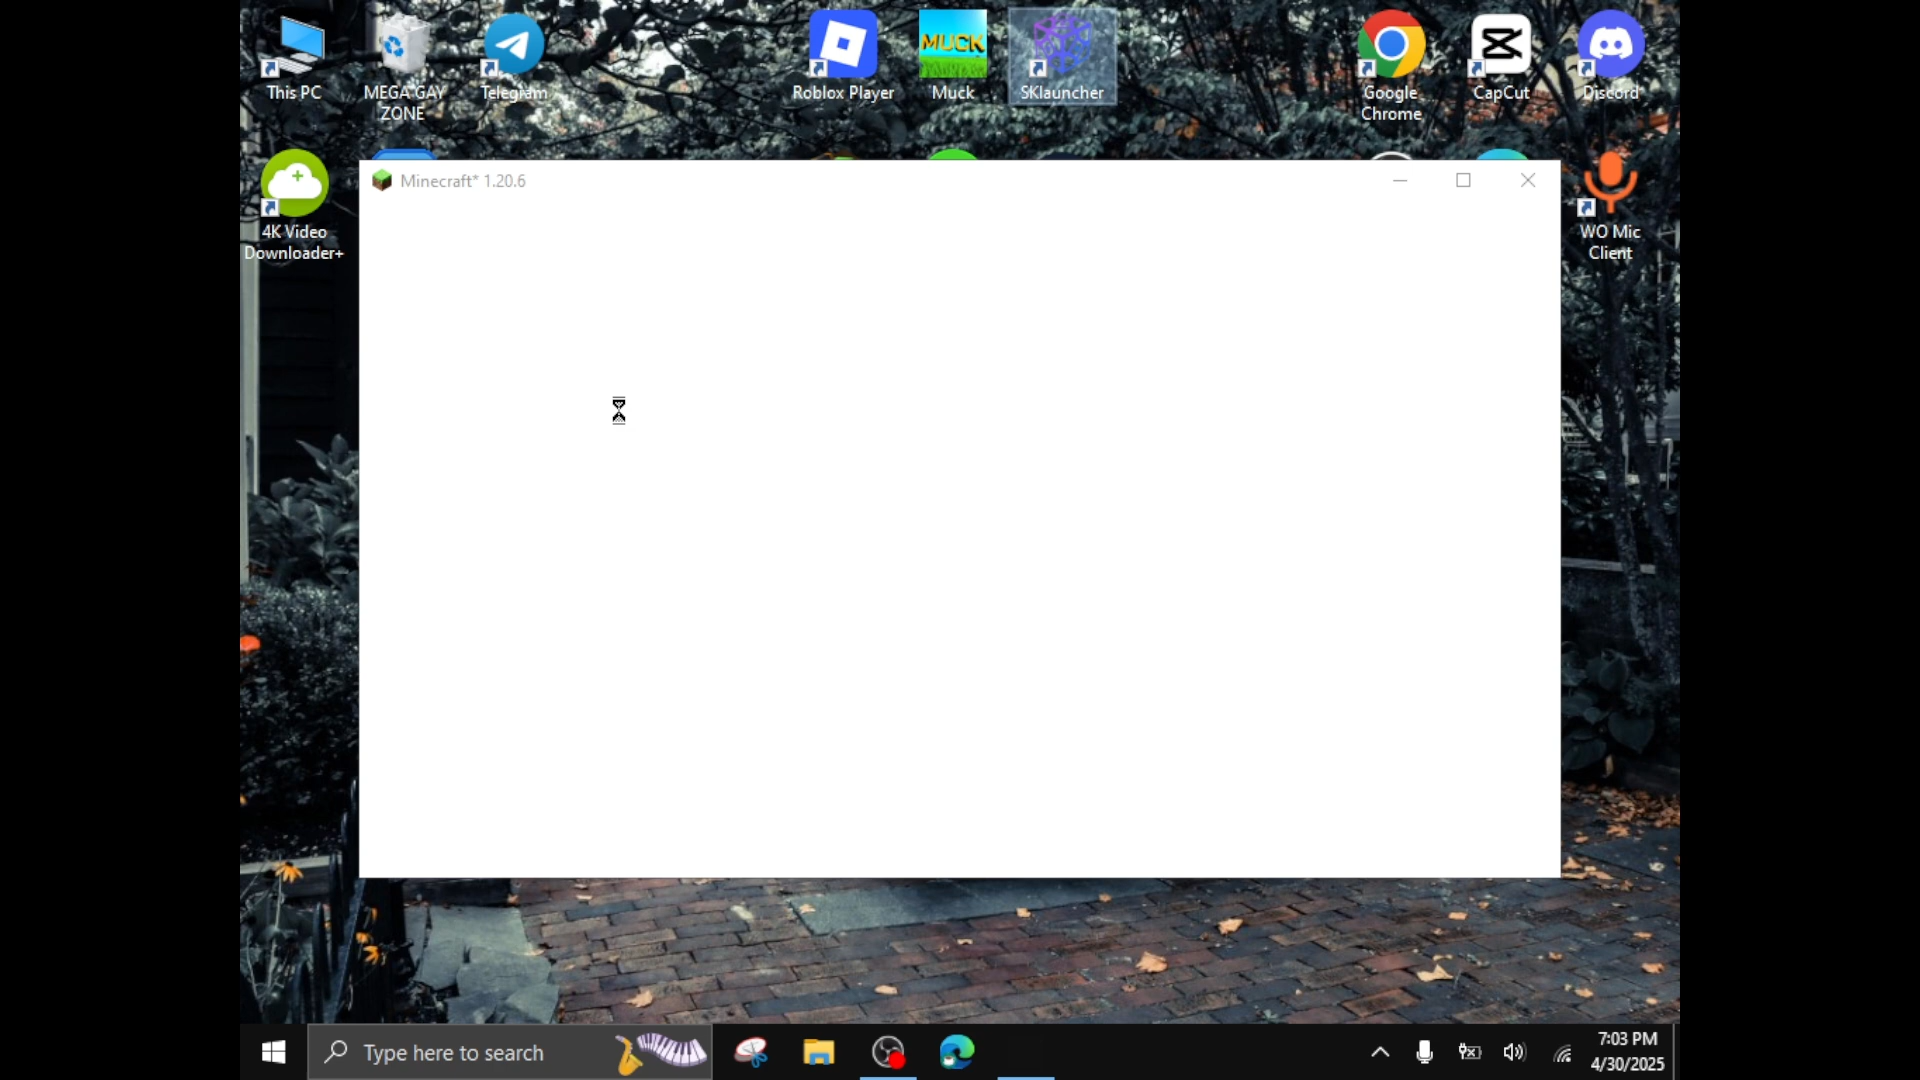 This PC
MEGA GAY
ZONE
Telegram
Roblox Player
MUCK
Muck
SKlauncher
Google
Chrome
CapCut
Discord
4K Video
Downloader+
Minecraft* 1.20.6
WO Mic
Client
Type here to search
7:03 PM
4/30/2025